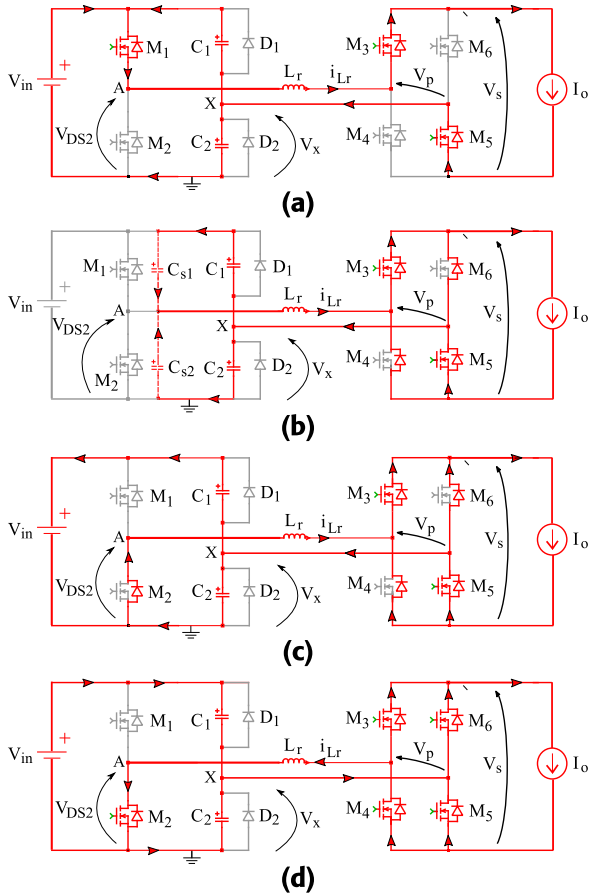 M₁ C₁ D₁ M₃ M₆
Vin + + Lr iLr Vp Vs Io
A X
VDS2 M₂ + C₂ D₂ Vx M₄ M₅
(a)
M₁ + Cs1 C₁ + D₁ M₃ M₆
Vin + Lr iLr Vp Vs Io
A X
VDS2 M₂ + Cs2 C₂ + D₂ Vx M₄ M₅
(b)
M₁ C₁ + D₁ M₃ M₆
Vin + Lr iLr Vp Vs Io
A X
VDS2 M₂ C₂ + D₂ Vx M₄ M₅
(c)
M₁ C₁ + D₁ M₃ M₆
Vin + Lr iLr Vp Vs Io
A X
VDS2 M₂ C₂ + D₂ Vx M₄ M₅
(d)